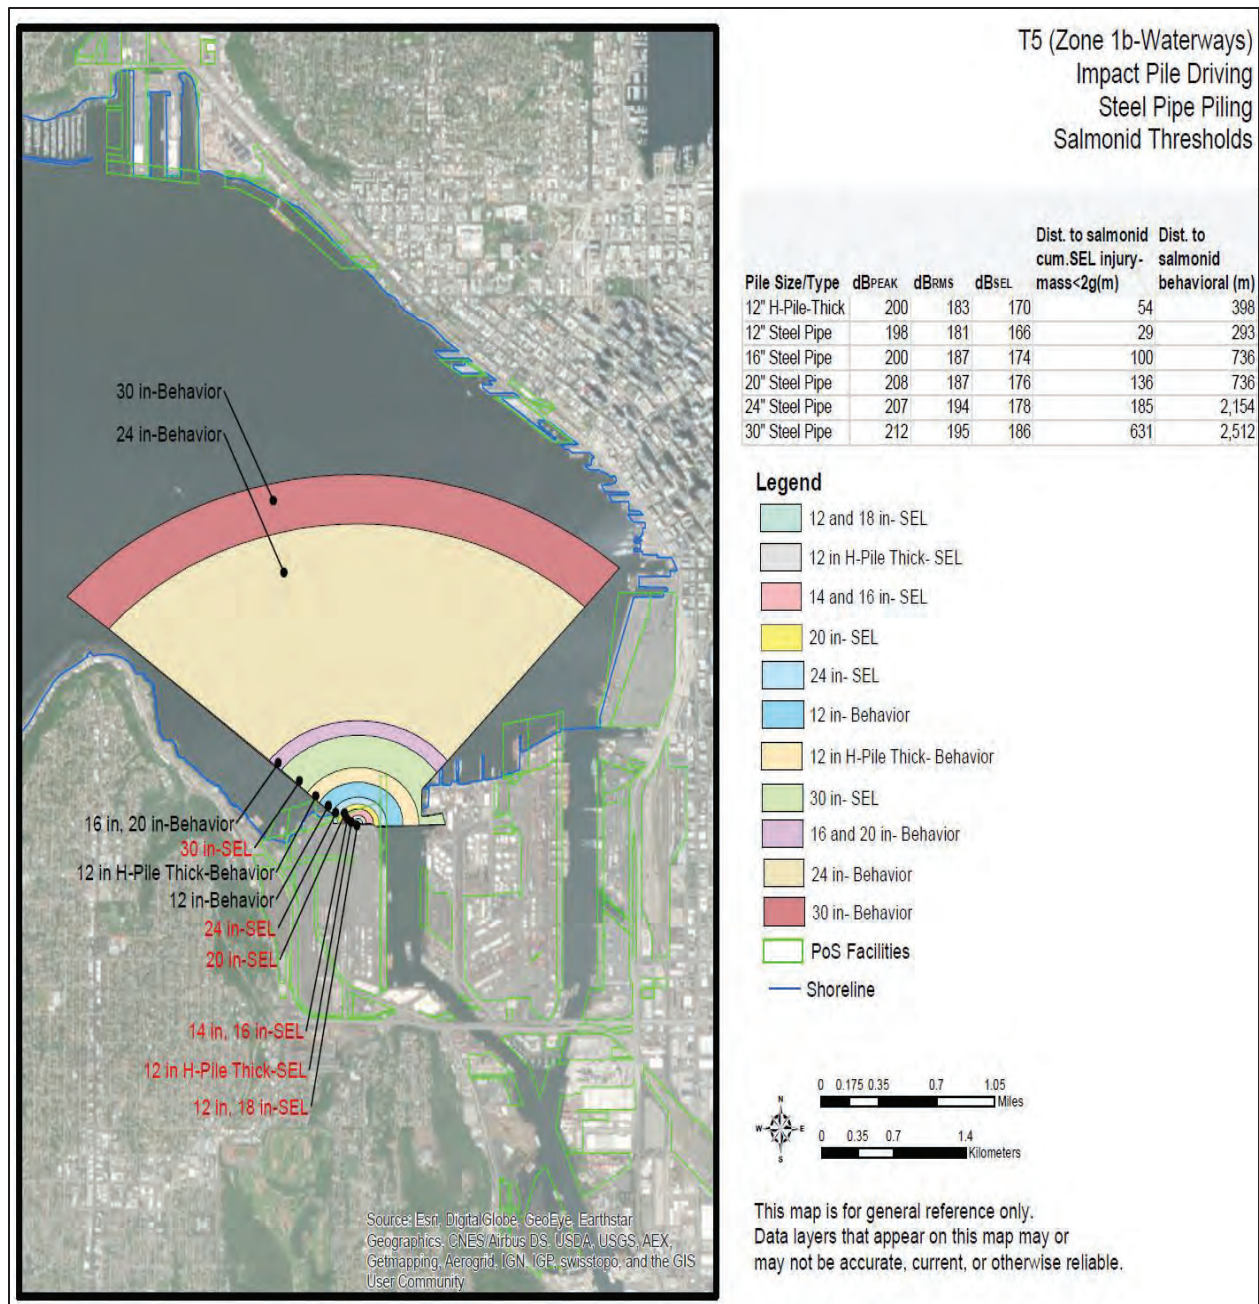 T5 (Zone 1b-Waterways)
Impact Pile Driving
Steel Pipe Piling
Salmonid Thresholds
Dist. to salmonid Dist. to
cum.SEL injury- salmonid
Pile Size/Type dBPEAK dBRMS dBSEL mass<2g(m) behavioral (m)
12" H-Pile-Thick 200 183 170 54 398
12" Steel Pipe 198 181 166 29 293
16" Steel Pipe 200 187 174 100 736
20" Steel Pipe 208 187 176 136 736
24" Steel Pipe 207 194 178 185 2,154
30" Steel Pipe 212 195 186 631 2,512
30 in-Behavior
24 in-Behavior
16 in, 20 in-Behavior
30 in-SEL
12 in H-Pile Thick-Behavior
12 in-Behavior
24 in-SEL
20 in-SEL
14 in, 16 in-SEL
12 in H-Pile Thick-SEL
12 in, 18 in-SEL
Legend
12 and 18 in- SEL
12 in H-Pile Thick- SEL
14 and 16 in- SEL
20 in- SEL
24 in- SEL
12 in- Behavior
12 in H-Pile Thick- Behavior
30 in- SEL
16 and 20 in- Behavior
24 in- Behavior
30 in- Behavior
PoS Facilities
Shoreline
N
W E
S
0 0.175 0.35 0.7 1.05
Miles
0 0.35 0.7 1.4
Kilometers
This map is for general reference only.
Data layers that appear on this map may or
may not be accurate, current, or otherwise reliable.
Source: Esri, DigitalGlobe, GeoEye, Earthstar
Geographics, CNES/Airbus DS, USDA, USGS, AEX,
Getmapping, Aerogrid, IGN, IGP, swisstopo, and the GIS
User Community